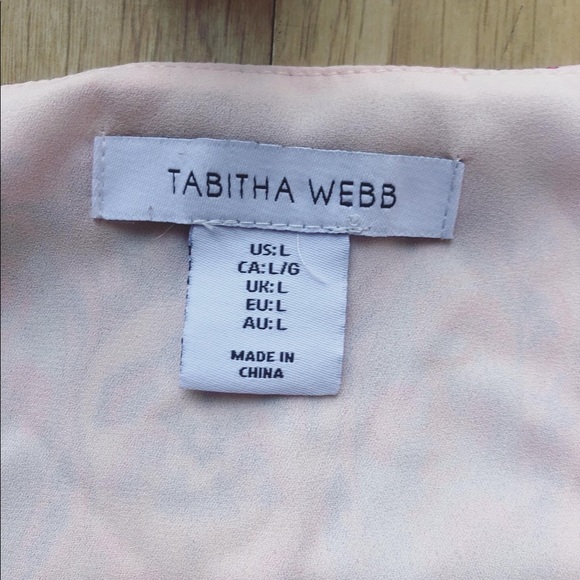 TABITHA WEBB
US:L
CA:L/G
UK:L
EU:L
AU:L
MADE IN
CHINA